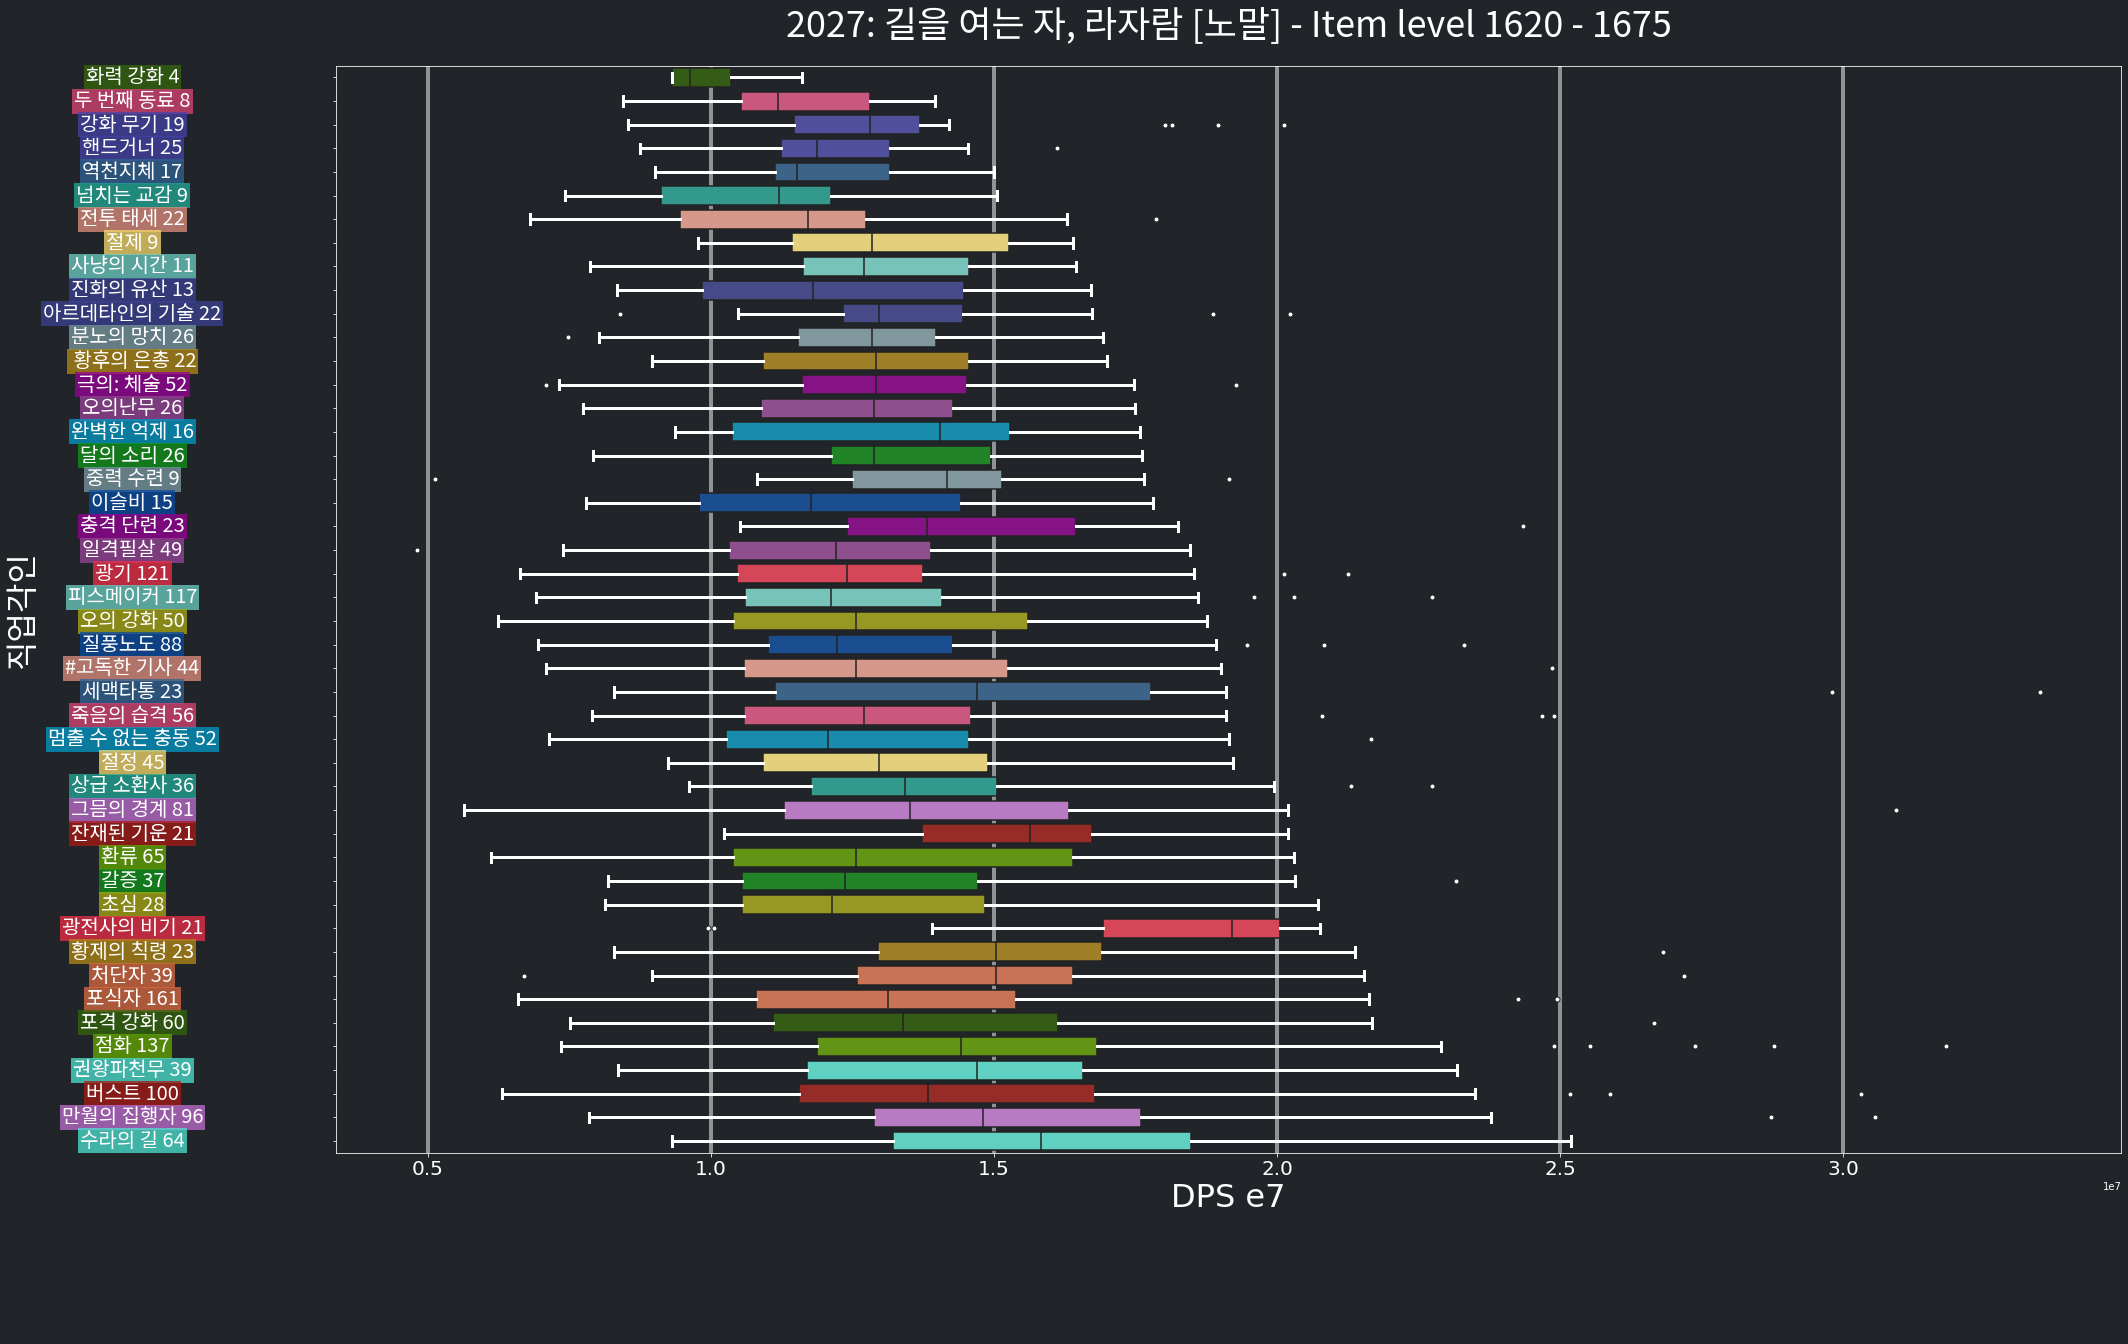 2027: 길을 여는 자, 라자람 [노말] - Item level 1620 - 1675
화력 강화 4
두 번째 동료 8
강화 무기 19
핸드거너 25
역천지체 17
넘치는 교감 9
전투 태세 22
절제 9
사냥의 시간 11
진화의 유산 13
아르데타인의 기술 22
분노의 망치 26
황후의 은총 22
극의: 체술 52
오의난무 26
완벽한 억제 16
달의 소리 26
중력 수련 9
이슬비 15
충격 단련 23
일격필살 49
광기 121
피스메이커 117
오의 강화 50
질풍노도 88
#고독한 기사 44
세맥타통 23
죽음의 습격 56
멈출 수 없는 충동 52
절정 45
상급 소환사 36
그믐의 경계 81
잔재된 기운 21
환류 65
갈증 37
초심 28
광전사의 비기 21
황제의 칙령 23
처단자 39
포식자 161
포격 강화 60
점화 137
권왕파천무 39
버스트 100
만월의 집행자 96
수라의 길 64
직업각인
0.5 1.0 1.5 2.0 2.5 3.0
1e7
DPS e7